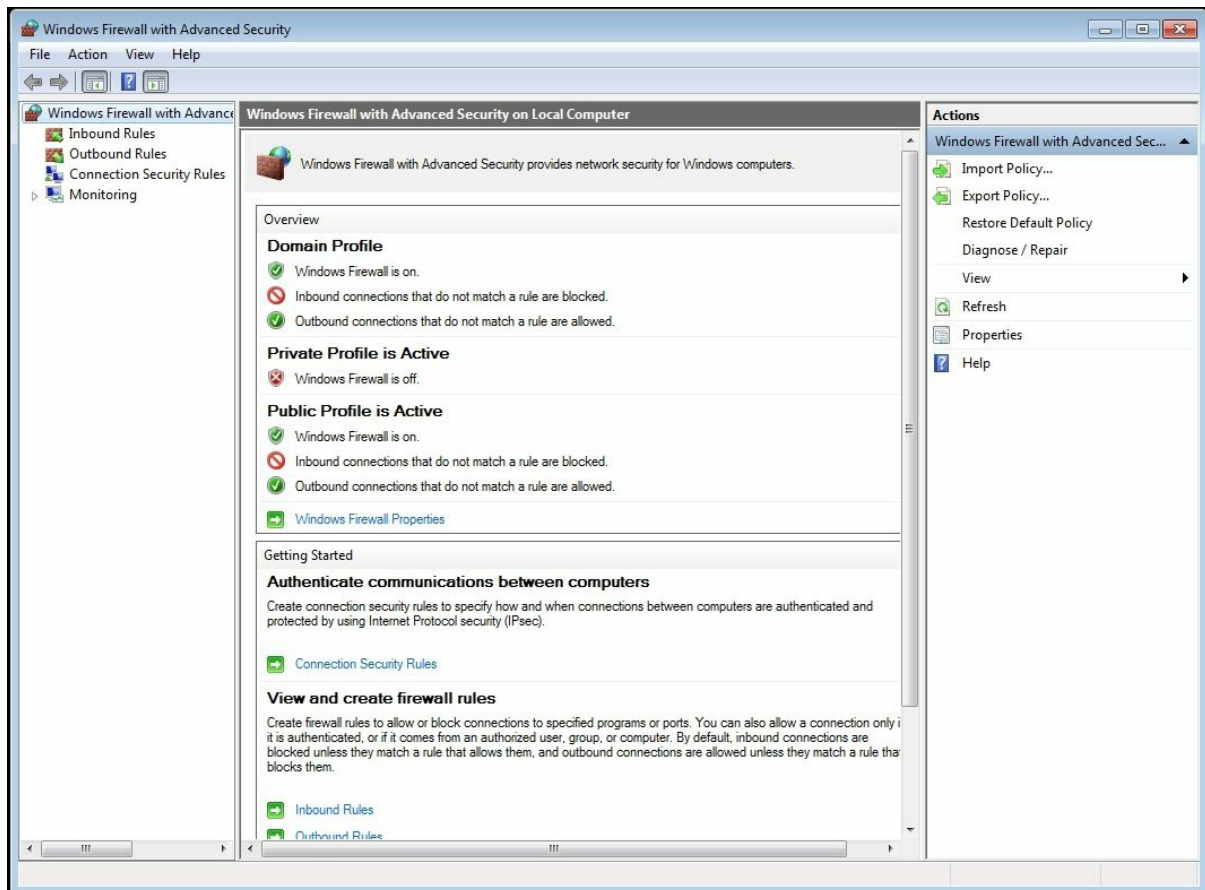 Windows Firewall with Advanced Security
File Action View Help
Windows Firewall with Advance
Inbound Rules
Outbound Rules
Connection Security Rules
Monitoring
Windows Firewall with Advanced Security on Local Computer
Windows Firewall with Advanced Security provides network security for Windows computers.
Overview
Domain Profile
Windows Firewall is on.
Inbound connections that do not match a rule are blocked.
Outbound connections that do not match a rule are allowed.
Private Profile is Active
Windows Firewall is off.
Public Profile is Active
Windows Firewall is on.
Inbound connections that do not match a rule are blocked.
Outbound connections that do not match a rule are allowed.
Windows Firewall Properties
Getting Started
Authenticate communications between computers
Create connection security rules to specify how and when connections between computers are authenticated and
protected by using Internet Protocol security (IPsec).
Connection Security Rules
View and create firewall rules
Create firewall rules to allow or block connections to specified programs or ports. You can also allow a connection only i
it is authenticated, or if it comes from an authorized user, group, or computer. By default, inbound connections are
blocked unless they match a rule that allows them, and outbound connections are allowed unless they match a rule tha
blocks them.
Inbound Rules
Outbound Rules
Actions
Windows Firewall with Advanced Sec...
Import Policy...
Export Policy...
Restore Default Policy
Diagnose / Repair
View
Refresh
Properties
Help